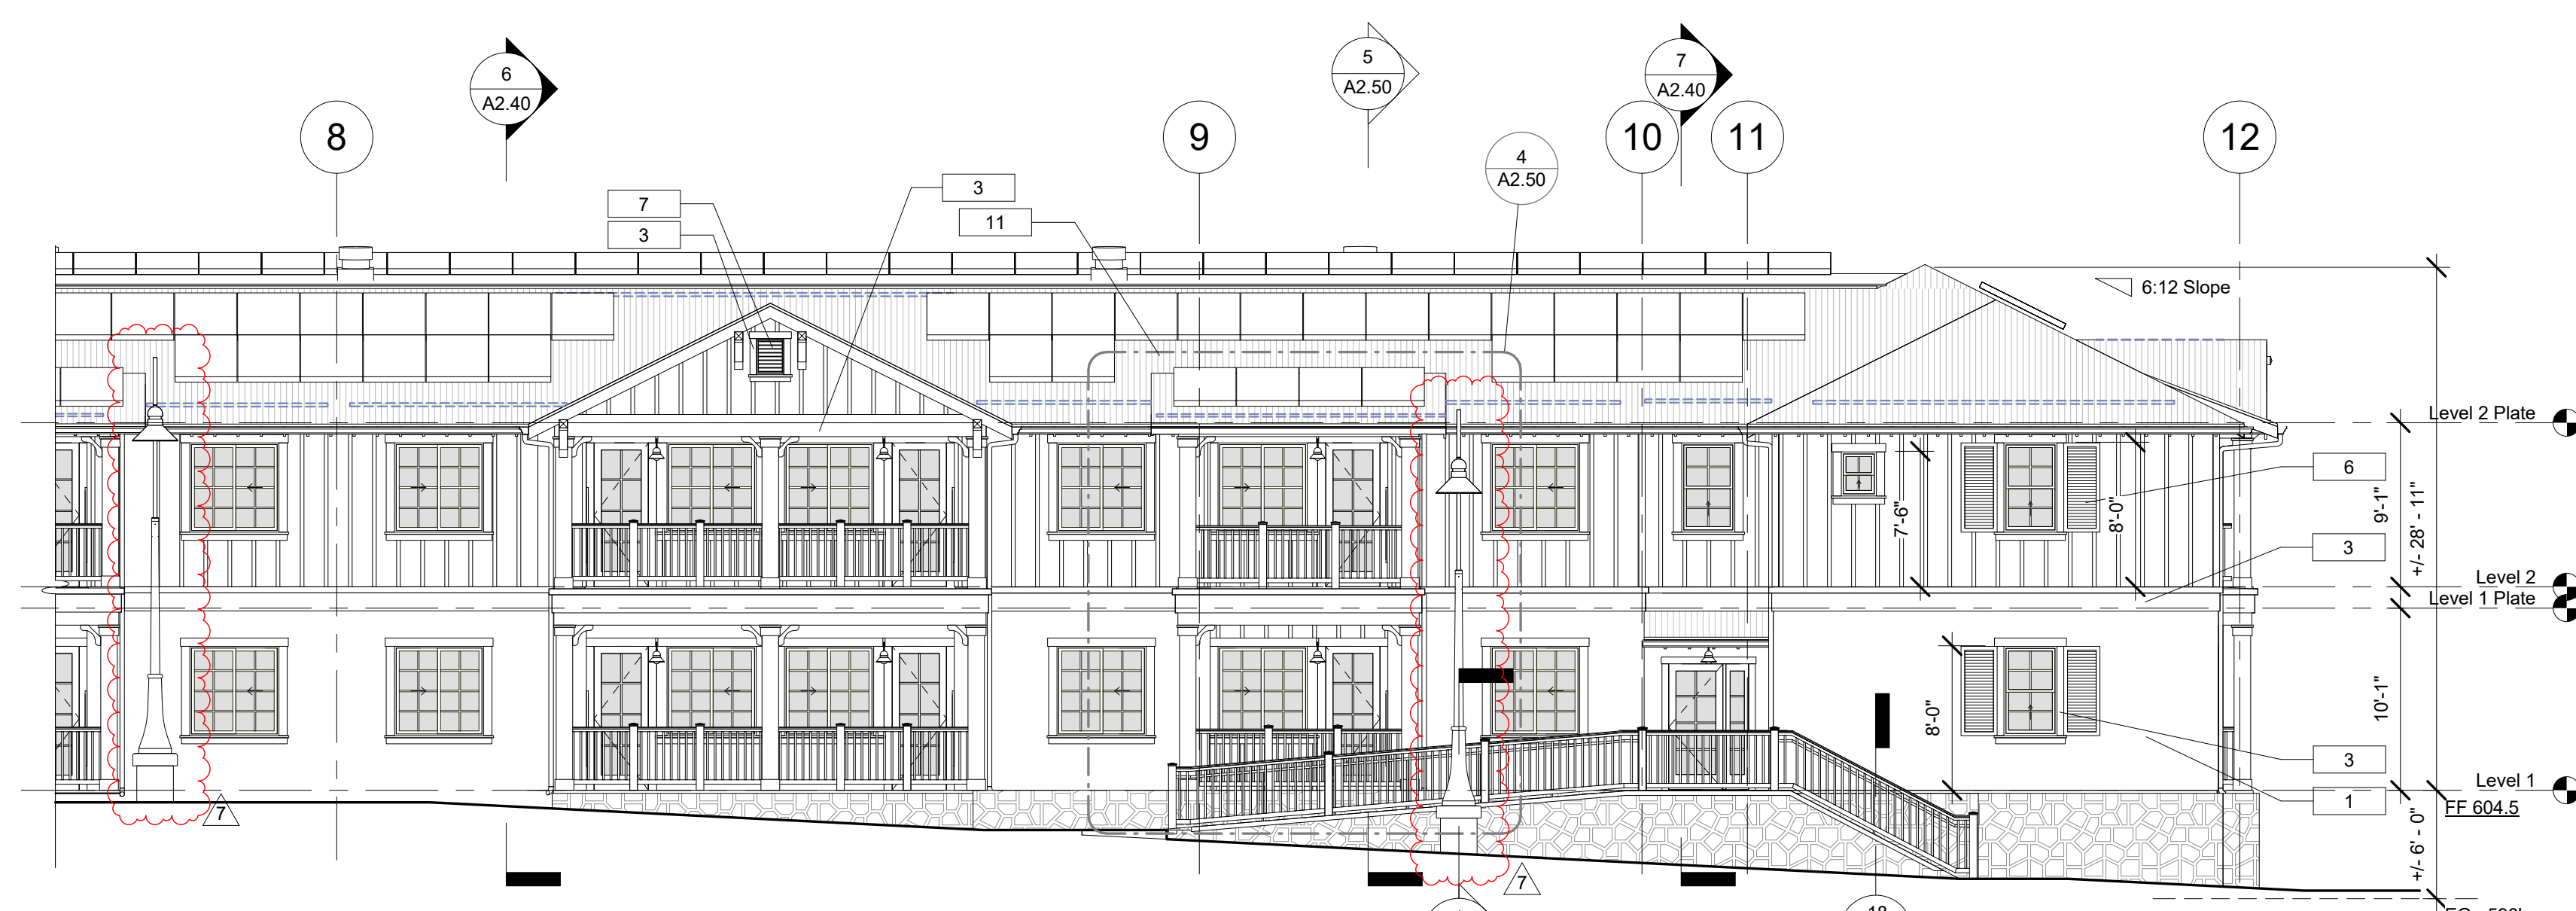 6
A2.40
5
A2.50
7
A2.40
8
9
10
11
12
4
A2.50
7
3
3
11
6:12 Slope
Level 2 Plate
6
9'-1"
+/- 28' - 11"
7'-6"
8'-0"
3
Level 2
Level 1 Plate
8'-0"
10'-1"
3
1
Level 1
FF 604.5
+/- 6' - 0"
7
7
18